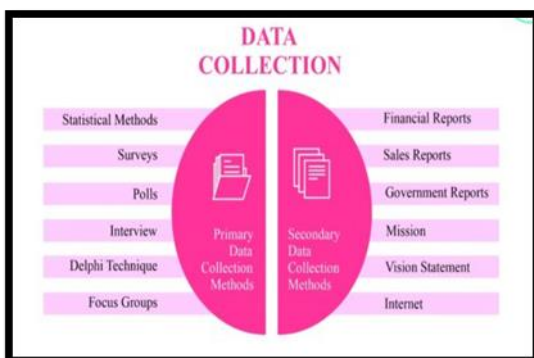 DATA
COLLECTION
Statistical Methods
Surveys
Polls
Interview
Delphi Technique
Focus Groups
Primary
Data
Collection
Methods
Secondary
Data
Collection
Methods
Financial Reports
Sales Reports
Government Reports
Mission
Vision Statement
Internet